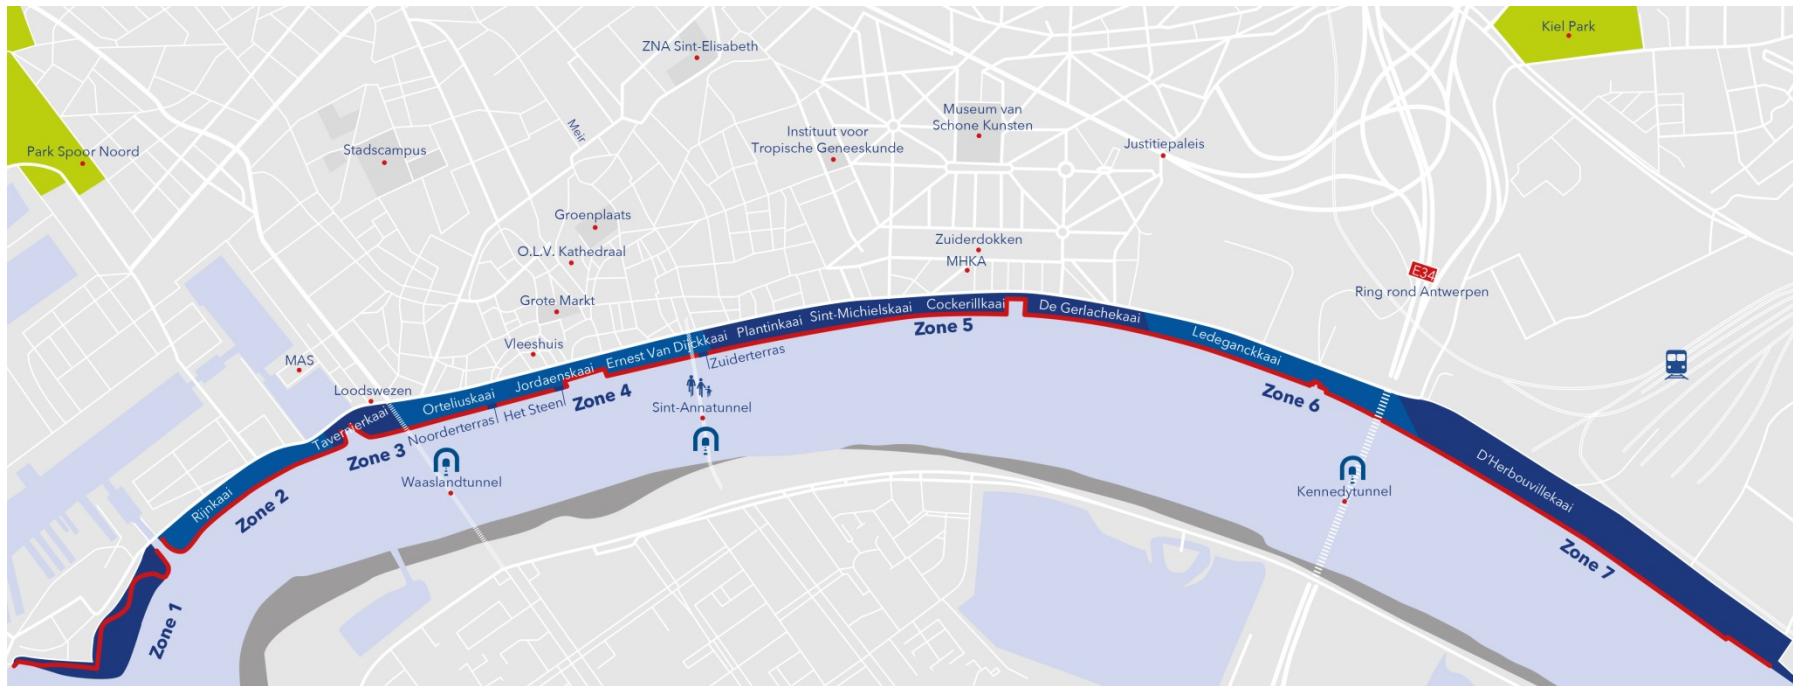 Kiel Park
ZNA Sint-Elisabeth
Museum van
Schone Kunsten
Meir
Instituut voor
Tropische Geneeskunde
Justitiepaleis
Park Spoor Noord
Stadscampus
Groenplaats
Zuiderdokken
O.L.V. Kathedraal
MHKA
E34
Ring rond Antwerpen
Grote Markt
Vleeshuis
MAS
Loodswezen
Rijnkaai
Tavernierkaai
Orteliuskaai
Jordaenskaai
Ernest Van Dijckkaai
Plantinkaai
Sint-Michielskaai
Cockerillkaai
De Gerlachekaai
Ledeganckkaai
D'Herbouvillekaai
Noorderterras
Het Steen
Zuiderterras
Zone 1
Zone 2
Zone 3
Zone 4
Zone 5
Zone 6
Zone 7
Waaslandtunnel
Sint-Annatunnel
Kennedytunnel